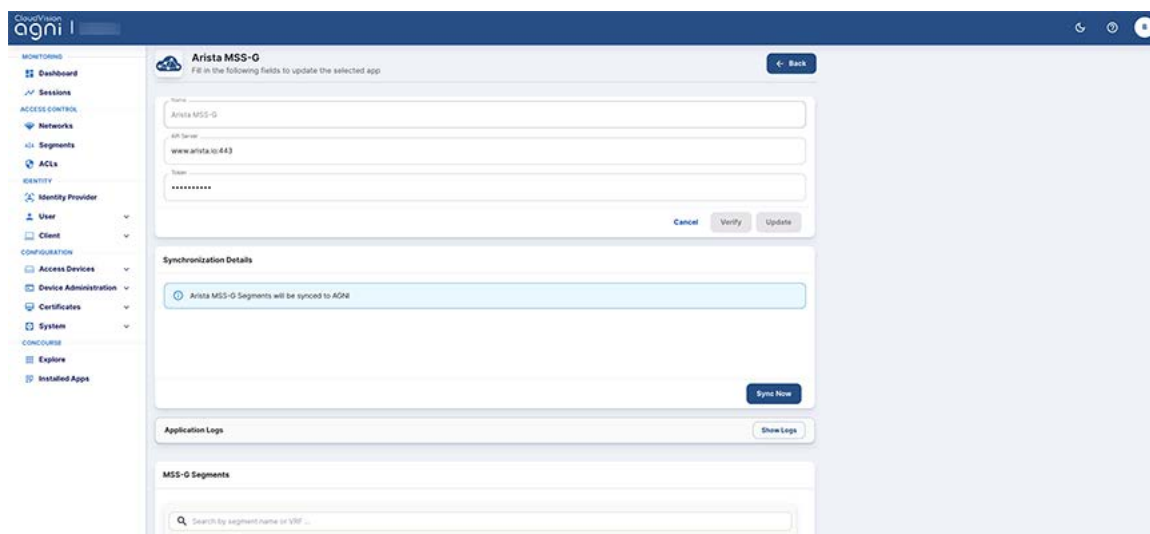 CloudVision
agni
MONITORING
Dashboard
Sessions
ACCESS CONTROL
Networks
Segments
ACLs
IDENTITY
Identity Provider
User
Client
CONFIGURATION
Access Devices
Device Administration
Certificates
System
CONCOURSE
Explore
Installed Apps
Arista MSS-G
Fill in the following fields to update the selected app
← Back
Name
Arista MSS-G
API Server
www.arista.io:443
Token
••••••••••
Cancel
Verify
Update
Synchronization Details
Arista MSS-G Segments will be synced to AGNI
Sync Now
Application Logs
Show Logs
MSS-G Segments
Search by segment name or VRF ...